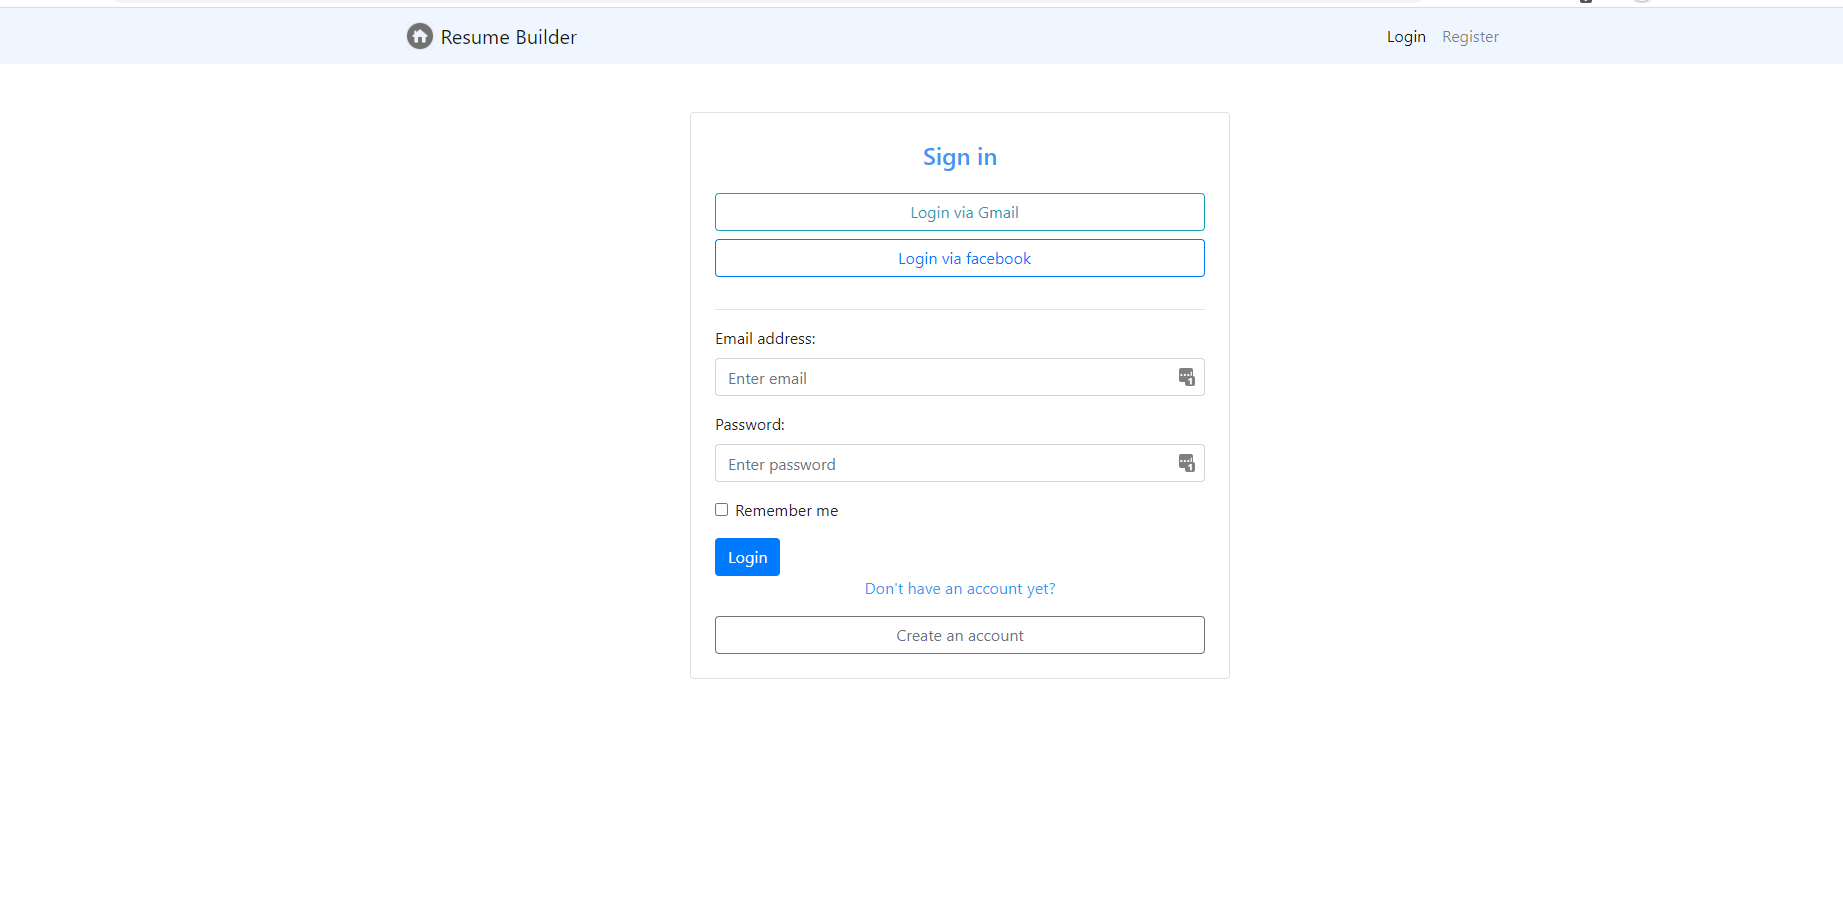 Resume Builder
Login Register
Sign in
Login via Gmail
Login via facebook
Email address:
Enter email
Password:
Enter password
Remember me
Login
Don't have an account yet?
Create an account